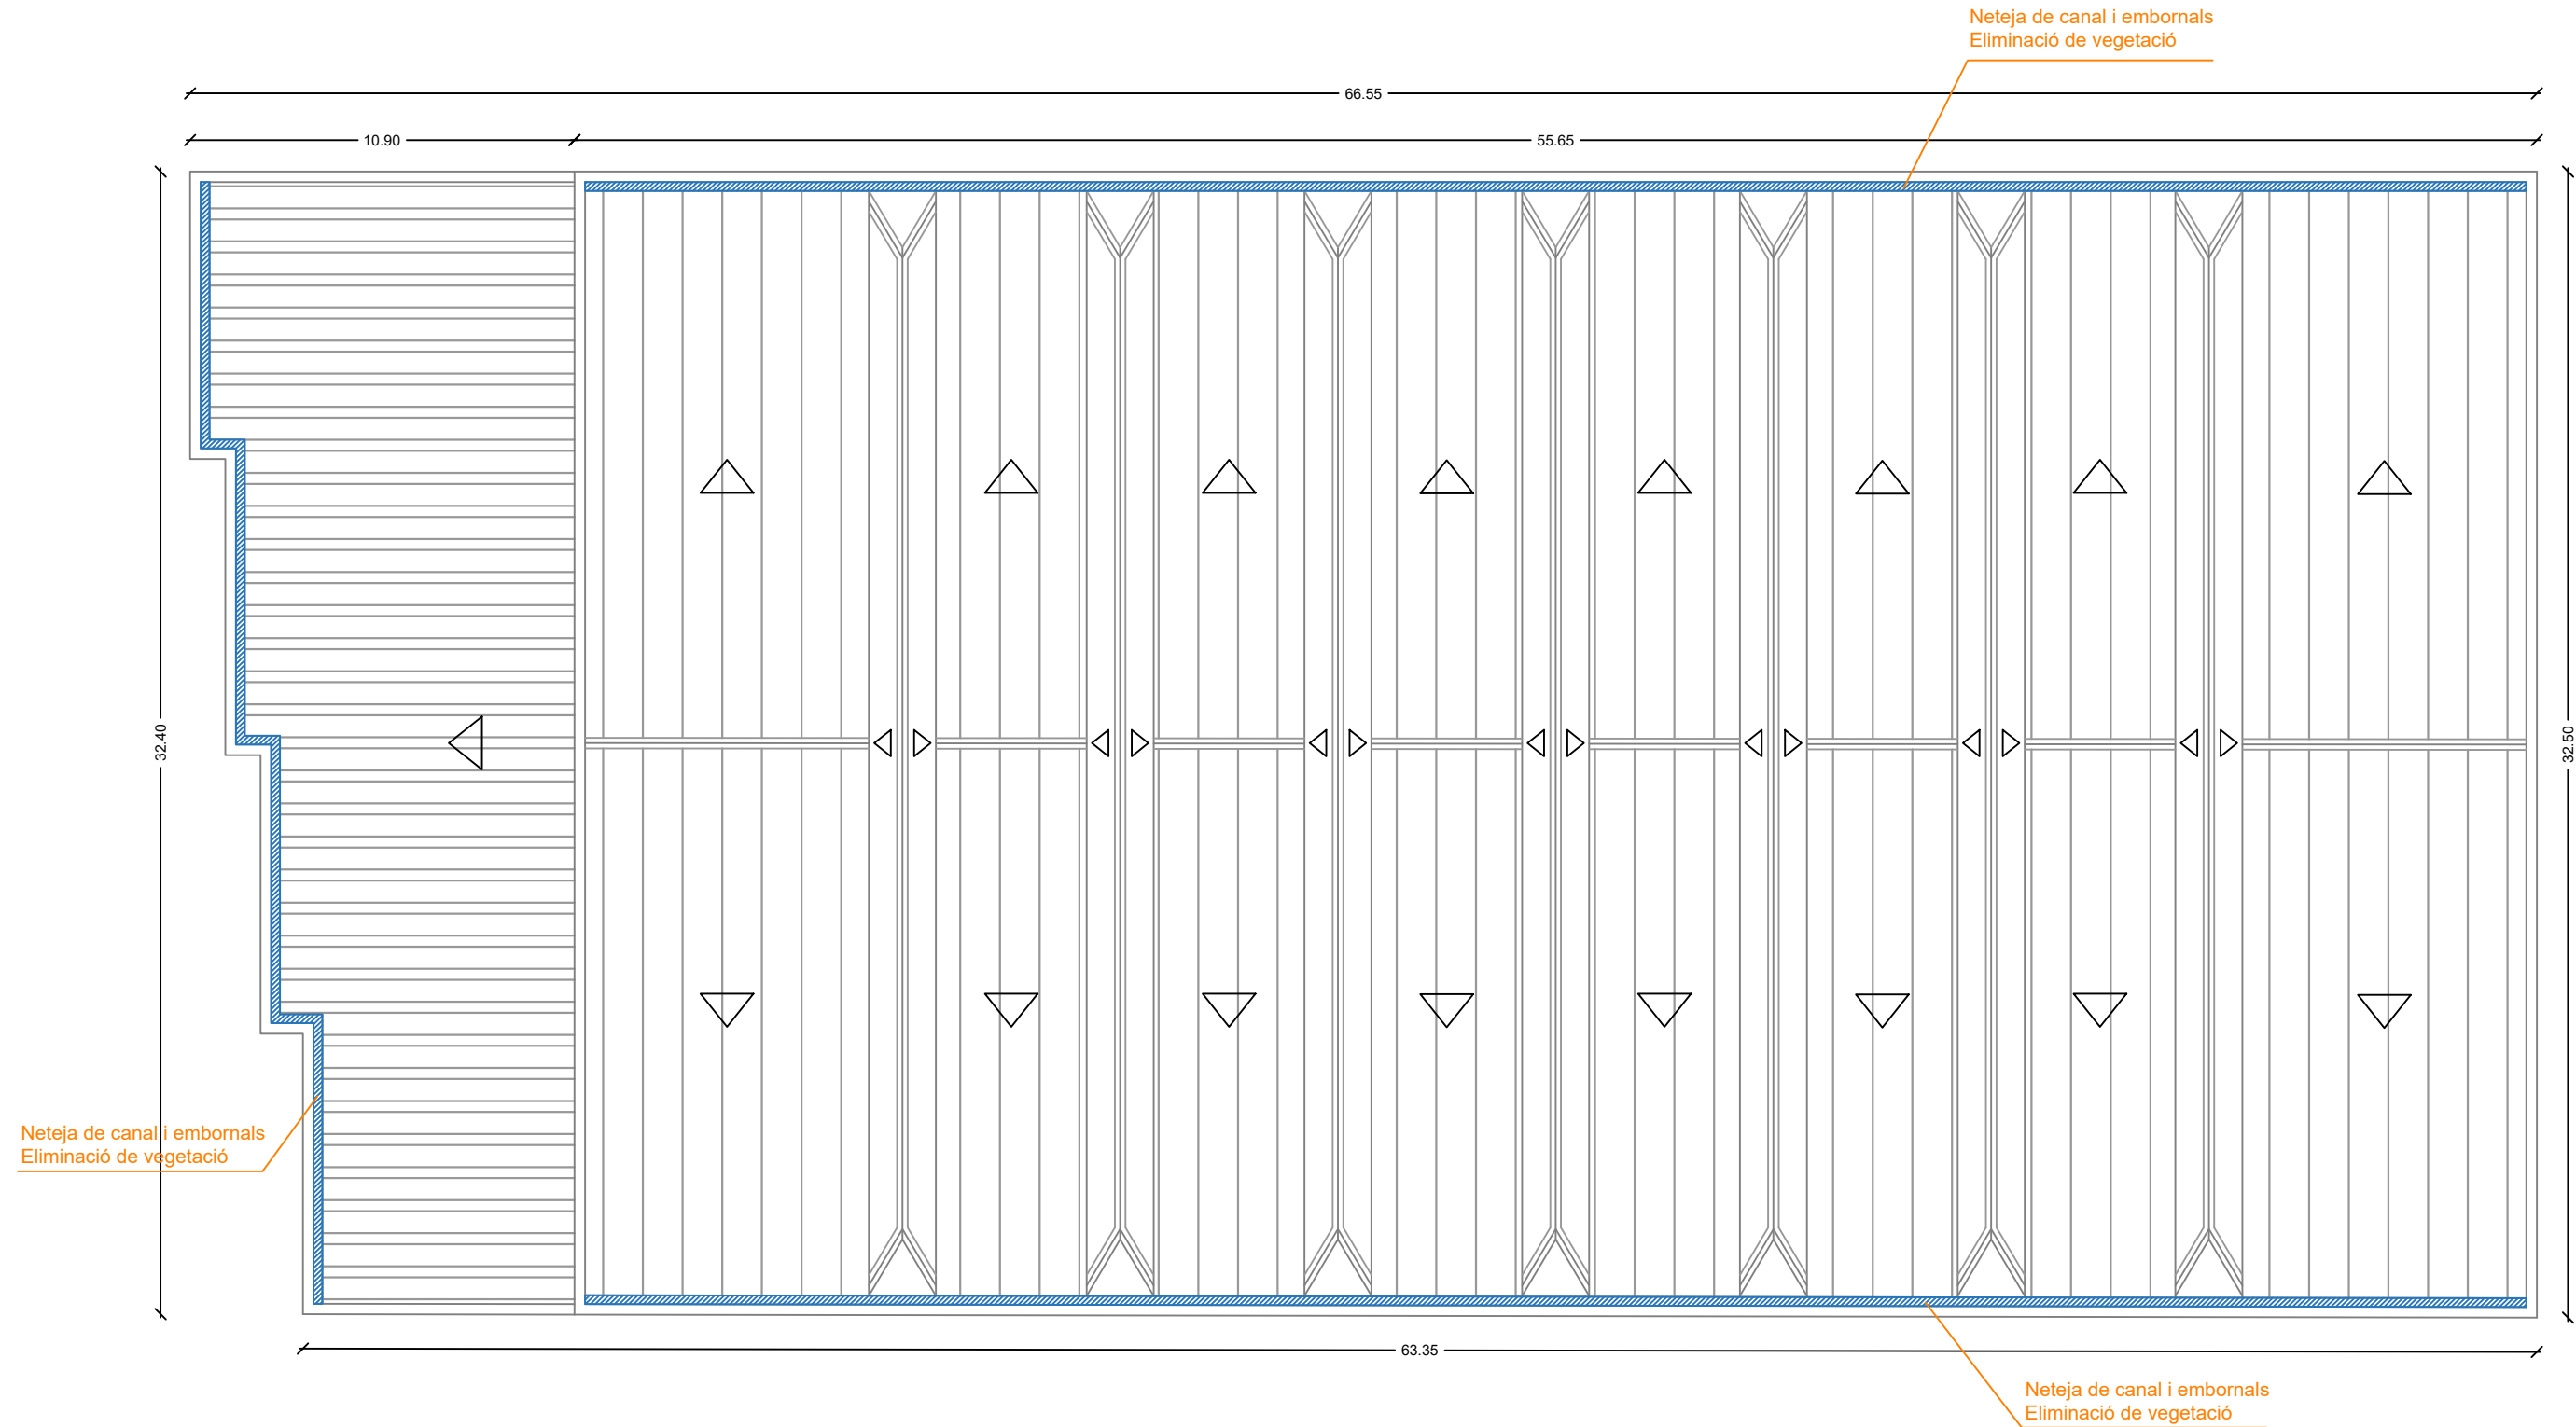 Neteja de canal i embornals
Eliminació de vegetació
66.55
10.90
55.65
32.40
32.50
Neteja de canal i embornals
Eliminació de vegetació
63.35
Neteja de canal i embornals
Eliminació de vegetació